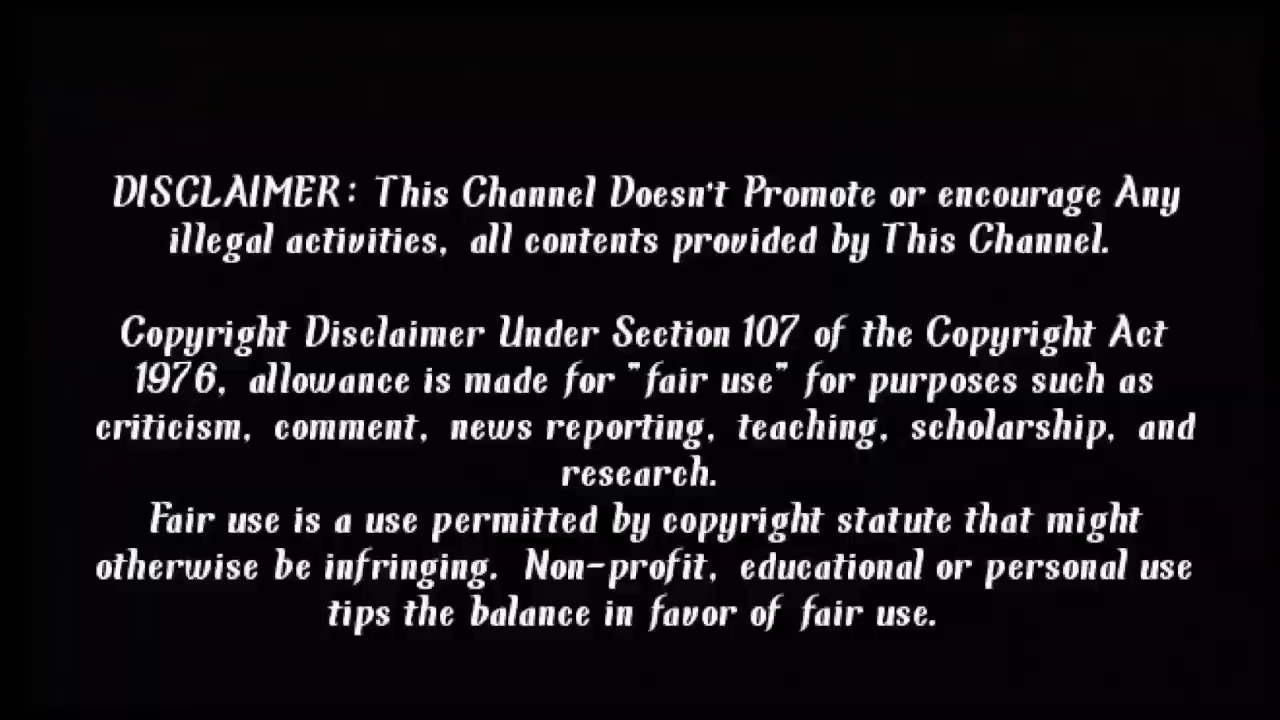 DISCLAIMER: This Channel Doesn't Promote or encourage Any
illegal activities, all contents provided by This Channel.
Copyright Disclaimer Under Section 107 of the Copyright Act
1976, allowance is made for "fair use" for purposes such as
criticism, comment, news reporting, teaching, scholarship, and
research.
Fair use is a use permitted by copyright statute that might
otherwise be infringing. Non-profit, educational or personal use
tips the balance in favor of fair use.